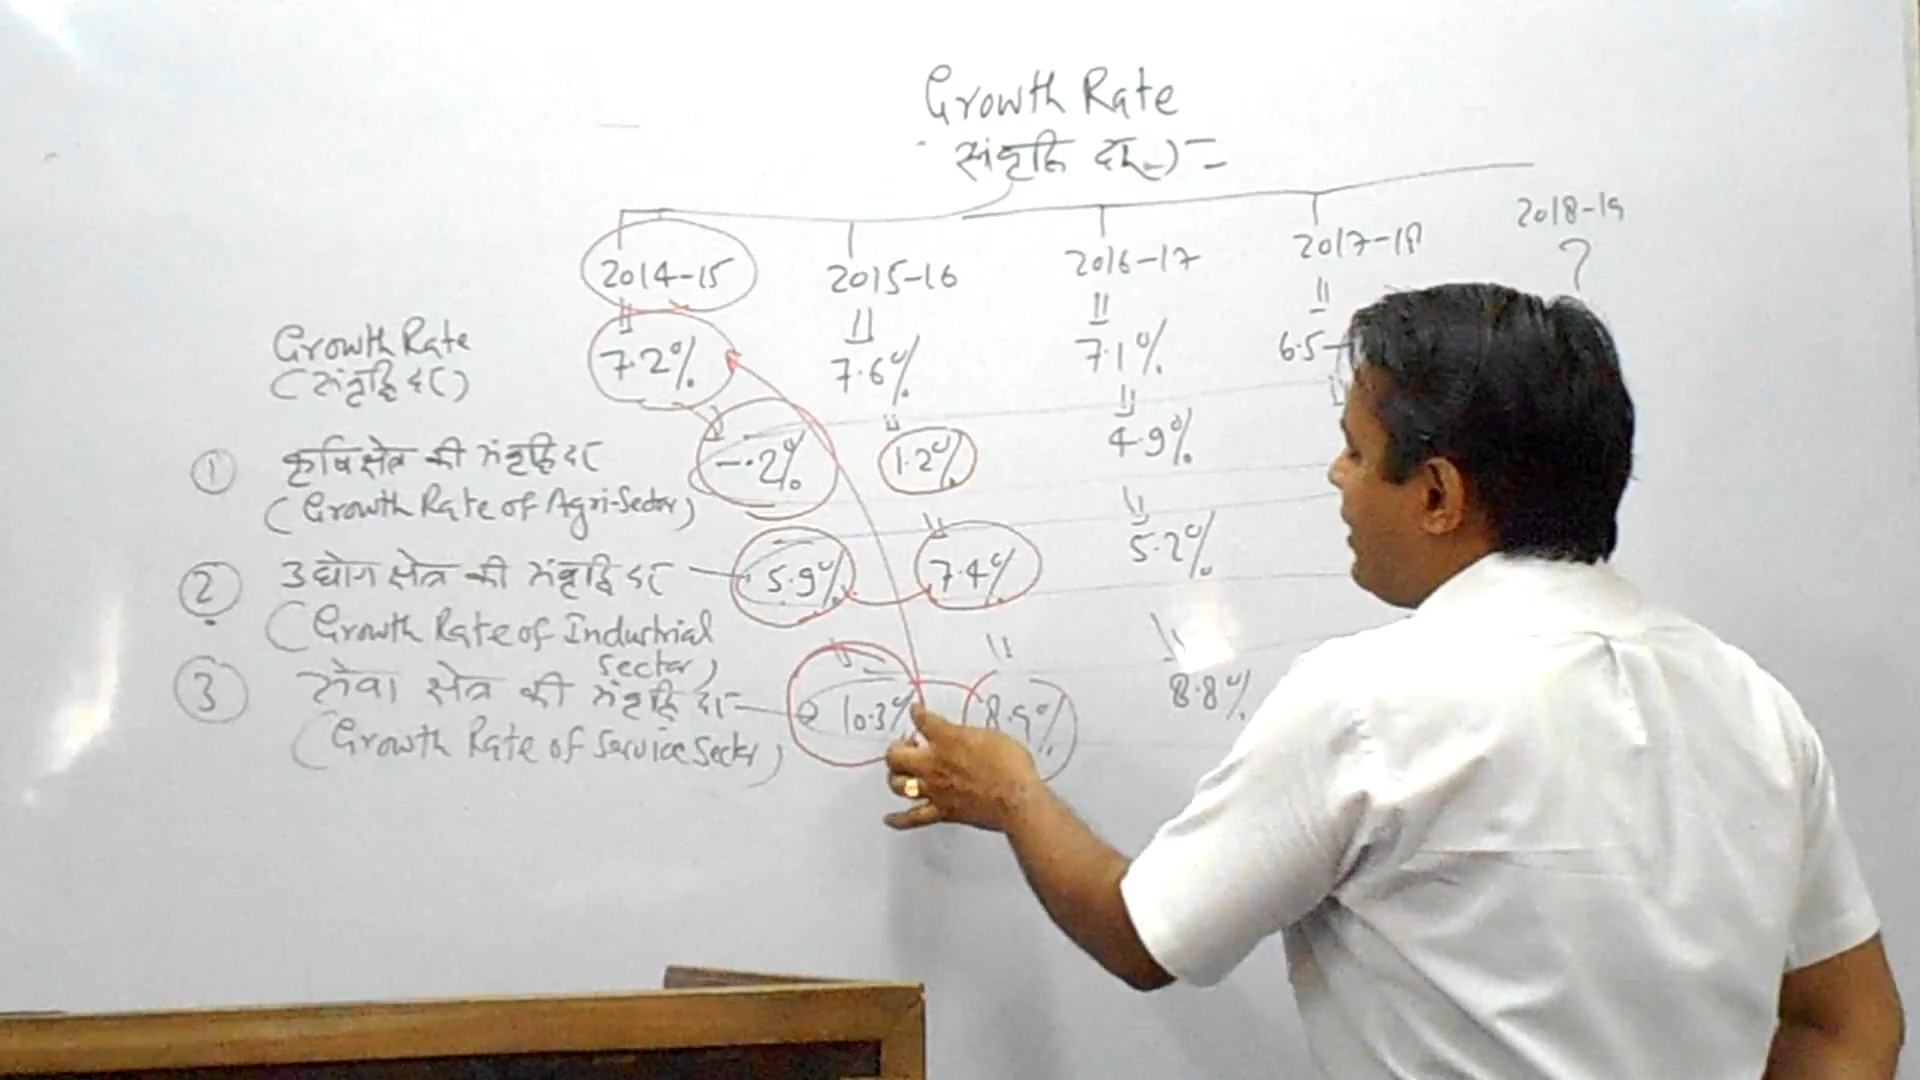 Growth Rate
संवृद्धि दर -) =
2014-15 2015-16 2016-17 2017-18 2018-19
?
Growth Rate 7.2% 7.6% 7.1% 6.5-
(संवृद्धि दर)
① कृषि क्षेत्र की संवृद्धि दर -.2% 1.2% 4.9%
(Growth Rate of Agri-Sector)
② उद्योग क्षेत्र की संवृद्धि दर 5.9% 7.4% 5.2%
(Growth Rate of Industrial
Sector)
③ सेवा क्षेत्र की संवृद्धि दर 10.3% 8.9% 8.8%
(Growth Rate of Service Sector)